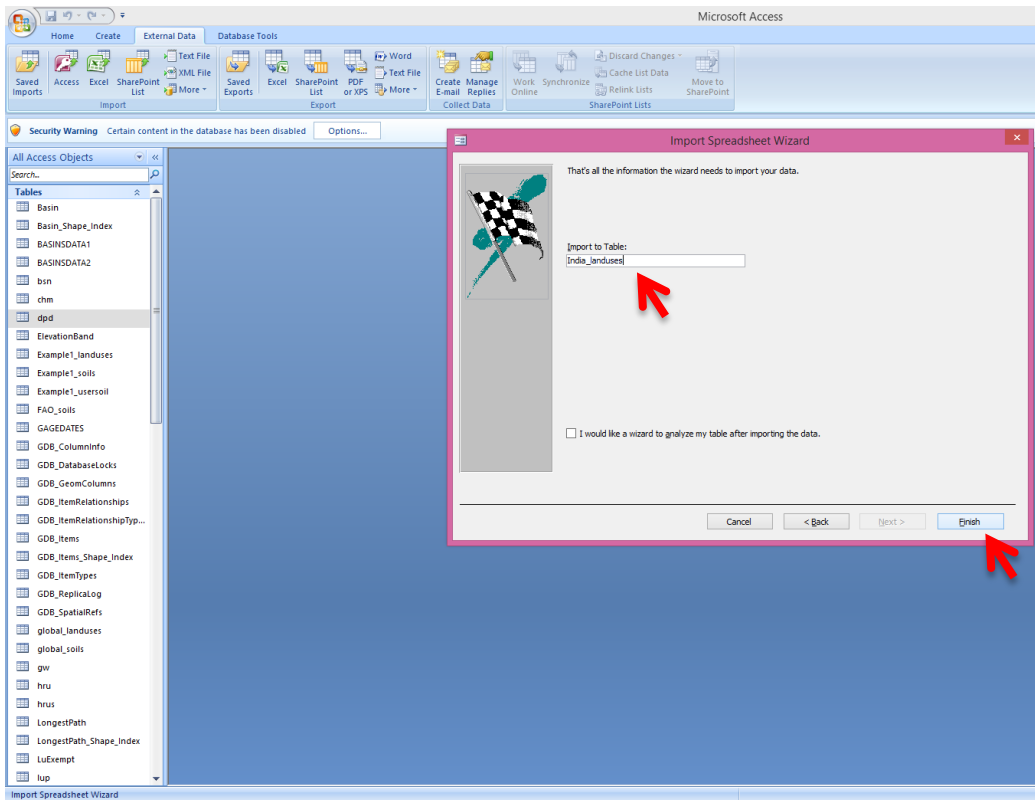 Microsoft Access
Home Create External Data Database Tools
Saved Imports
Access
Excel
SharePoint List
Text File
XML File
More
Import
Saved Exports
Excel
SharePoint List
PDF or XPS
Word
Text File
More
Export
Create E-mail
Manage Replies
Collect Data
Work Online
Synchronize
Discard Changes
Cache List Data
Relink Lists
Move to SharePoint
SharePoint Lists
Security Warning Certain content in the database has been disabled Options...
All Access Objects
Search..
Tables
Basin
Basin_Shape_Index
BASINSDATA1
BASINSDATA2
bsn
chm
dpd
ElevationBand
Example1_landuses
Example1_soils
Example1_usersoil
FAO_soils
GAGEDATES
GDB_ColumnInfo
GDB_DatabaseLocks
GDB_GeomColumns
GDB_ItemRelationships
GDB_ItemRelationshipTyp...
GDB_Items
GDB_Items_Shape_Index
GDB_ItemTypes
GDB_ReplicaLog
GDB_SpatialRefs
global_landuses
global_soils
gw
hru
hrus
LongestPath
LongestPath_Shape_Index
LuExempt
lup
Import Spreadsheet Wizard
That's all the information the wizard needs to import your data.
Import to Table:
India_landuses
I would like a wizard to analyze my table after importing the data.
Cancel < Back Next > Finish
Import Spreadsheet Wizard